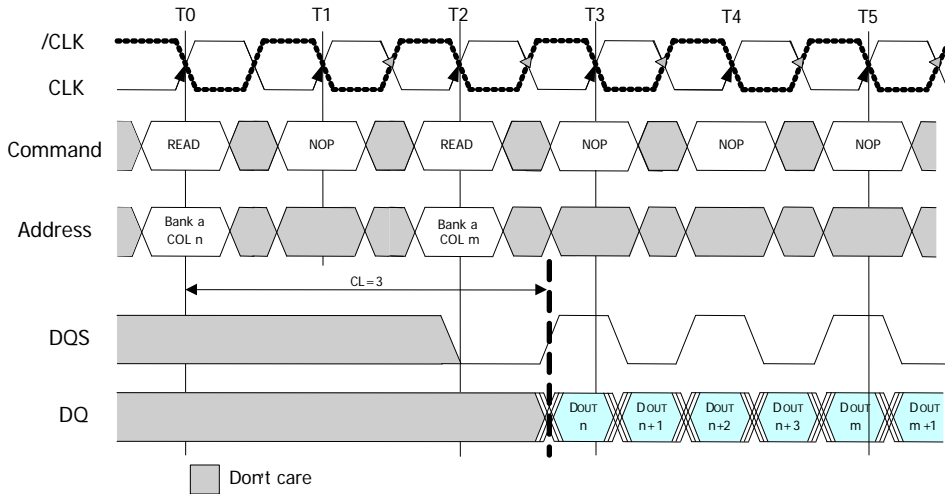 T0 T1 T2 T3 T4 T5
/CLK
CLK
Command READ NOP READ NOP NOP NOP
Address Bank a COL n Bank a COL m
CL=3
DQS
DQ DOUT n DOUT n+1 DOUT n+2 DOUT n+3 DOUT m DOUT m+1
Don't care